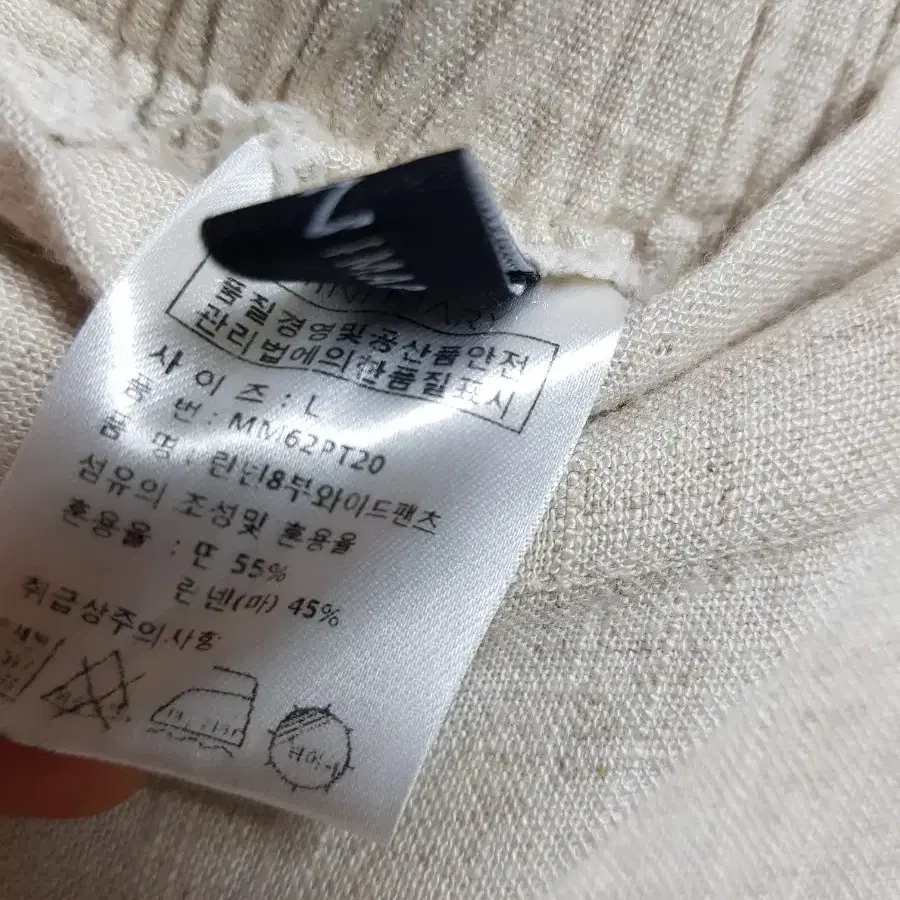 품질경영및공산품안전
관리법에의한품질표시
사이즈 : L
품 번 : MM62PT20
품 명 : 린넨8부와이드팬츠
섬유의 조성및 혼용율
혼용율 : 면 55%
린넨(마) 45%
취급상주의사항